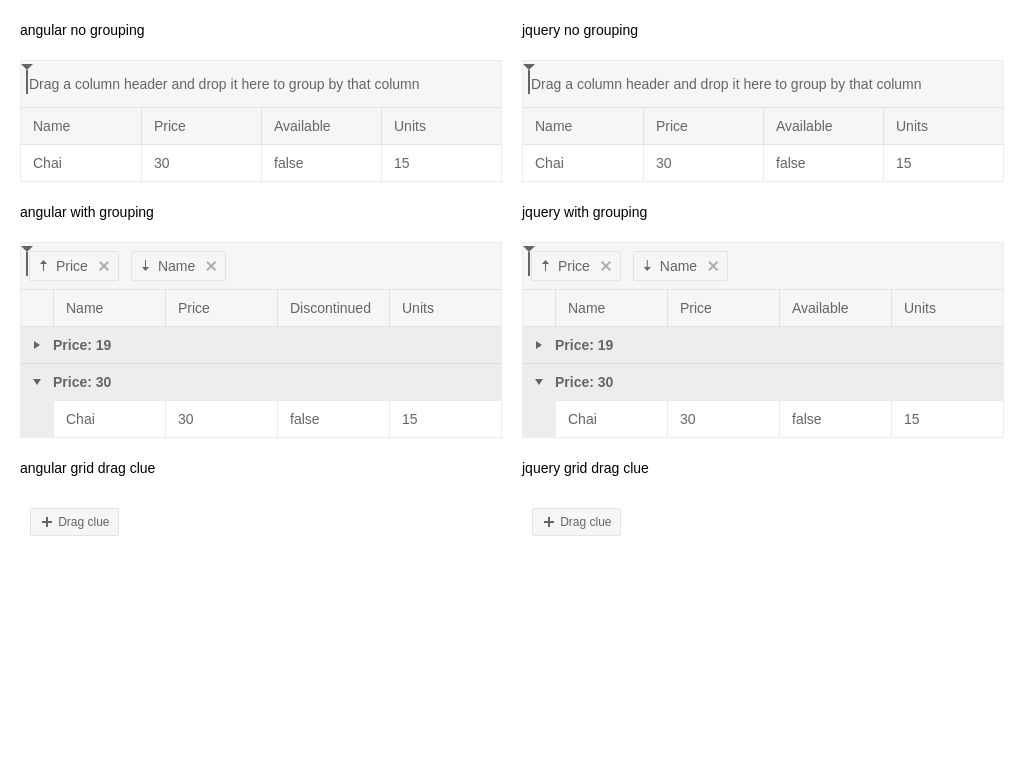 angular no grouping
Drag a column header and drop it here to group by that column
Name Price Available Units
Chai 30 false 15
angular with grouping
Price Name
Name Price Discontinued Units
Price: 19
Price: 30
Chai 30 false 15
angular grid drag clue
Drag clue
jquery no grouping
Drag a column header and drop it here to group by that column
Name Price Available Units
Chai 30 false 15
jquery with grouping
Price Name
Name Price Available Units
Price: 19
Price: 30
Chai 30 false 15
jquery grid drag clue
Drag clue